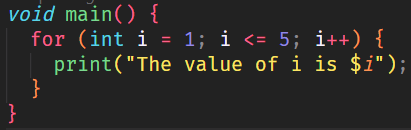 void main() {
  for (int i = 1; i <= 5; i++) {
    print("The value of i is $i");
  }
}